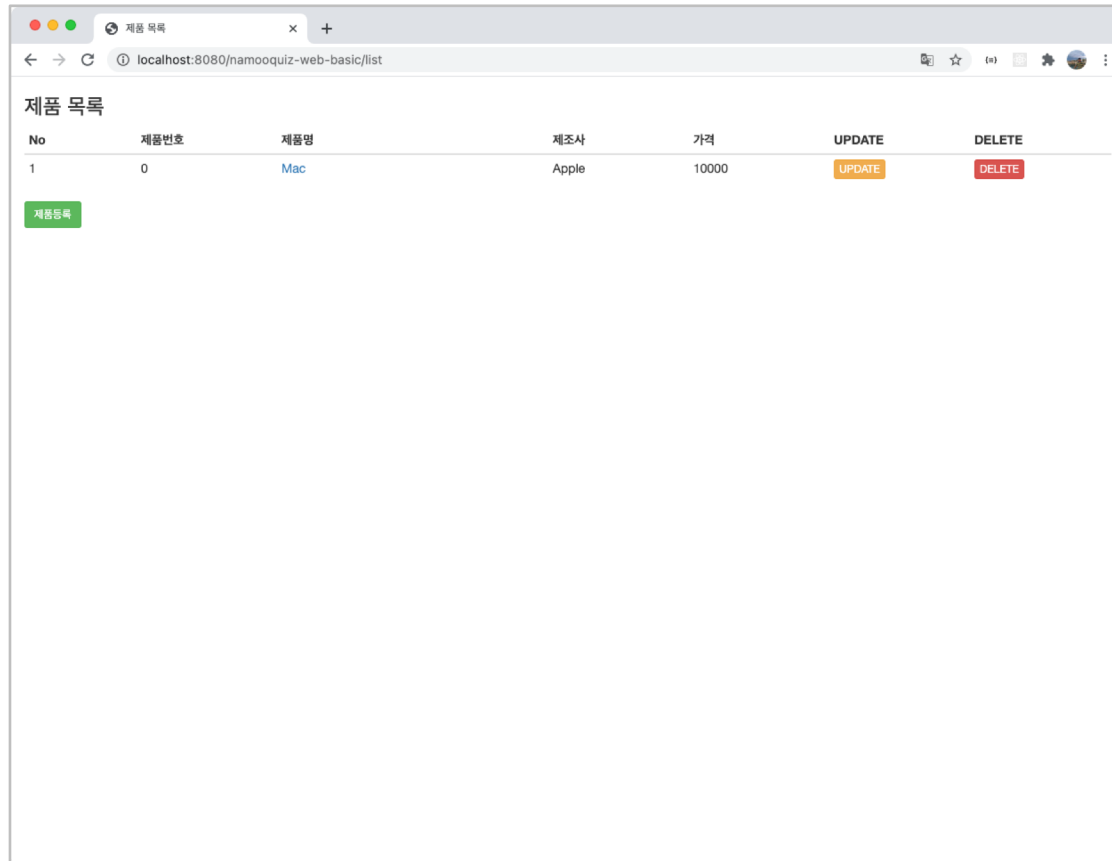 제품 목록
localhost:8080/namooquiz-web-basic/list
제품 목록
No 제품번호 제품명 제조사 가격 UPDATE DELETE
1 0 Mac Apple 10000 UPDATE DELETE
제품등록